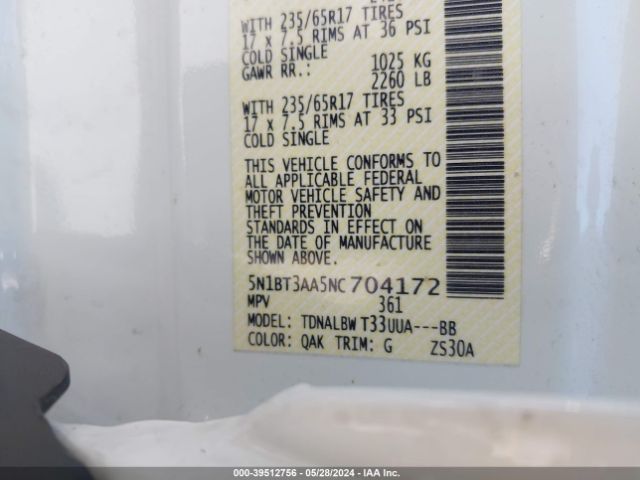 WITH 235/65R17 TIRES
17 x 7.5 RIMS AT 36 PSI
COLD SINGLE
GAWR RR.: 1025 KG
2260 LB
WITH 235/65R17 TIRES
17 x 7.5 RIMS AT 33 PSI
COLD SINGLE
THIS VEHICLE CONFORMS TO
ALL APPLICABLE FEDERAL
MOTOR VEHICLE SAFETY AND
THEFT PREVENTION
STANDARDS IN EFFECT ON
THE DATE OF MANUFACTURE
SHOWN ABOVE.
5N1BT3AA5NC704172
MPV 361
MODEL: TDNALBW T33UUA---BB
COLOR: QAK TRIM: G ZS30A
000-39512756 • 05/28/2024 • IAA Inc.